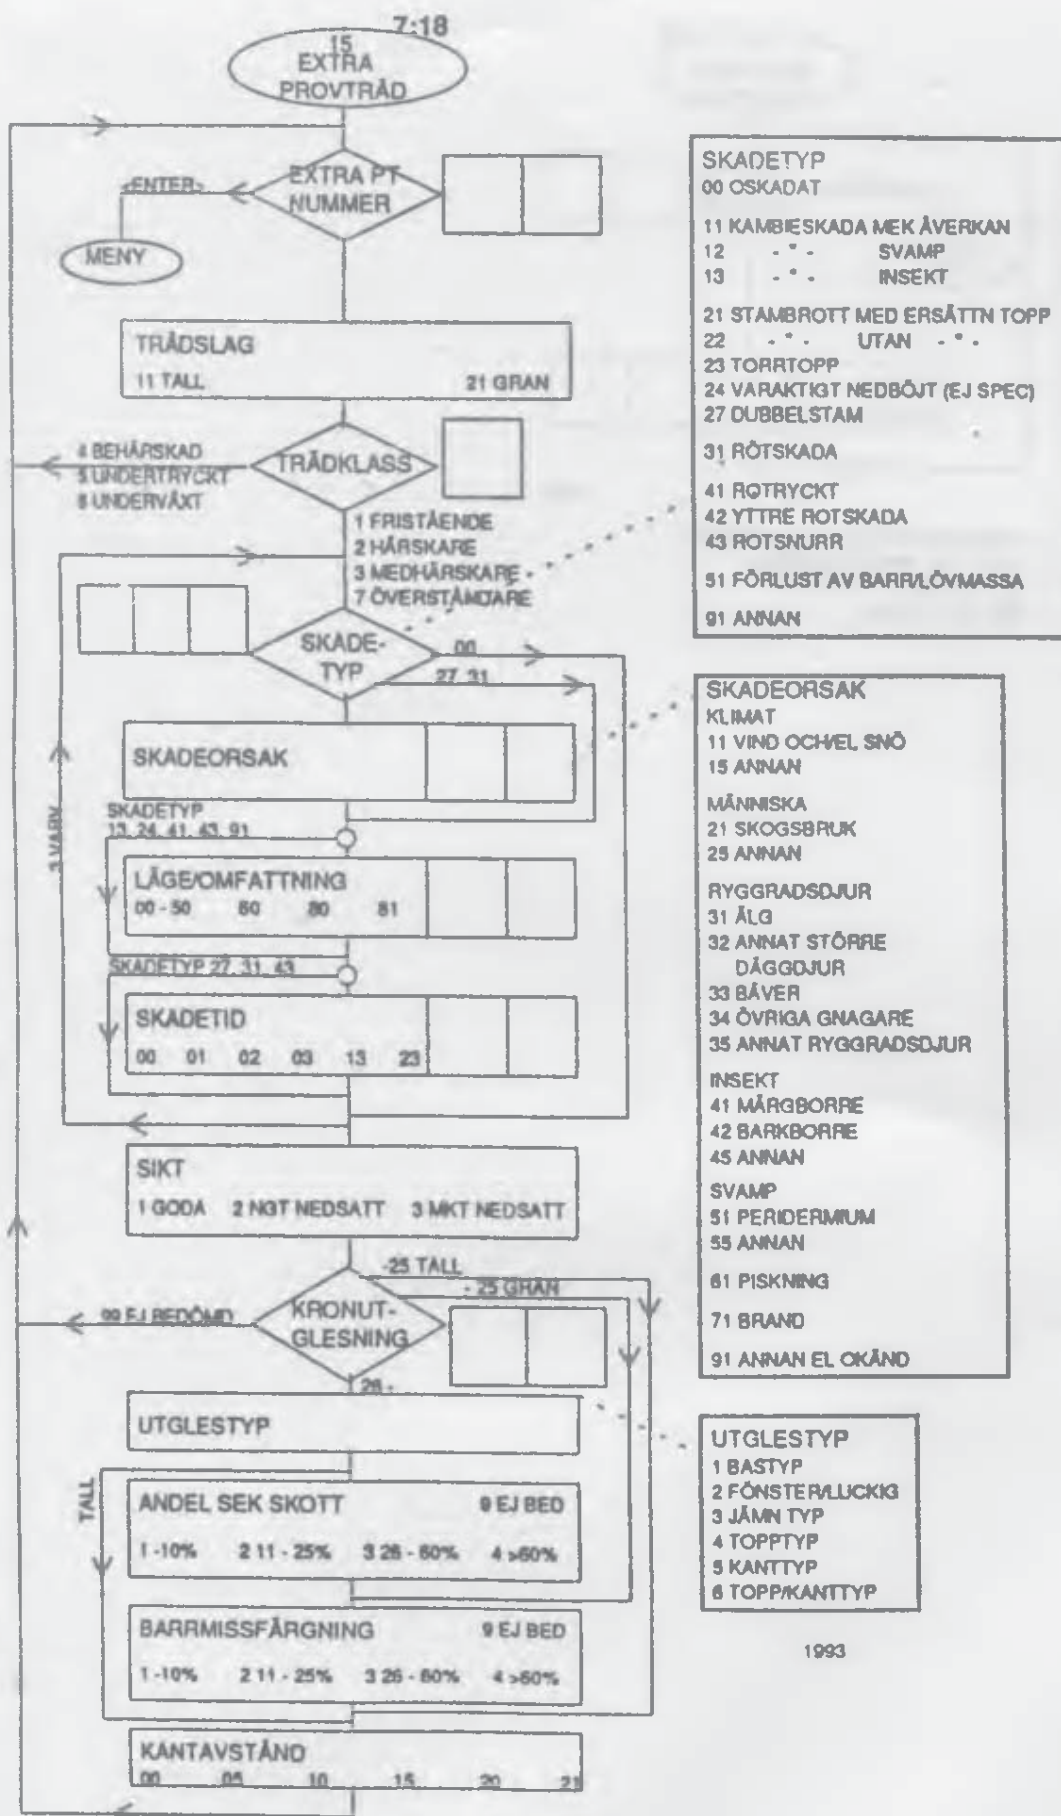 7:18
15
EXTRA
PROVTRÄD
EXTRA PT
NUMMER
<ENTER>
MENY
TRÄDSLAG
11 TALL 21 GRAN
TRÄDKLASS
4 BEHÄRSKAD
5 UNDERTRYCKT
6 UNDERVÄXT
1 FRISTÅENDE
2 HÄRSKARE
3 MEDHÄRSKARE
7 ÖVERSTÅNDARE
SKADE-
TYP
00
27, 31
SKADEORSAK
SKADETYP
13, 24, 41, 43, 91
3 VARV
LÄGE/OMFATTNING
00 - 50 60 80 81
SKADETYP 27, 31, 43
SKADETID
00 01 02 03 13 23
SIKT
1 GODA 2 NGT NEDSATT 3 MKT NEDSATT
-25 TALL
- 25 GRAN
99 EJ BEDÖMD
KRONUT-
GLESNING
26 -
UTGLESTYP
TALL
ANDEL SEK SKOTT 9 EJ BED
1 -10% 2 11 - 25% 3 26 - 60% 4 >60%
BARRMISSFÄRGNING 9 EJ BED
1 -10% 2 11 - 25% 3 26 - 60% 4 >60%
KANTAVSTÅND
00 05 10 15 20 21
SKADETYP
00 OSKADAT
11 KAMBIESKADA MEK ÅVERKAN
12 - " - SVAMP
13 - " - INSEKT
21 STAMBROTT MED ERSÄTTN TOPP
22 - " - UTAN - " -
23 TORRTOPP
24 VARAKTIGT NEDBÖJT (EJ SPEC)
27 DUBBELSTAM
31 RÖTSKADA
41 ROTRYCKT
42 YTTRE ROTSKADA
43 ROTSNURR
51 FÖRLUST AV BARR/LÖVMASSA
91 ANNAN
SKADEORSAK
KLIMAT
11 VIND OCH/EL SNÖ
15 ANNAN
MÄNNISKA
21 SKOGSBRUK
25 ANNAN
RYGGRADSDJUR
31 ÄLG
32 ANNAT STÖRRE
DÄGGDJUR
33 BÄVER
34 ÖVRIGA GNAGARE
35 ANNAT RYGGRADSDJUR
INSEKT
41 MÄRGBORRE
42 BARKBORRE
45 ANNAN
SVAMP
51 PERIDERMIUM
55 ANNAN
61 PISKNING
71 BRAND
91 ANNAN EL OKÄND
UTGLESTYP
1 BASTYP
2 FÖNSTER/LUCKIG
3 JÄMN TYP
4 TOPPTYP
5 KANTTYP
6 TOPP/KANTTYP
1993